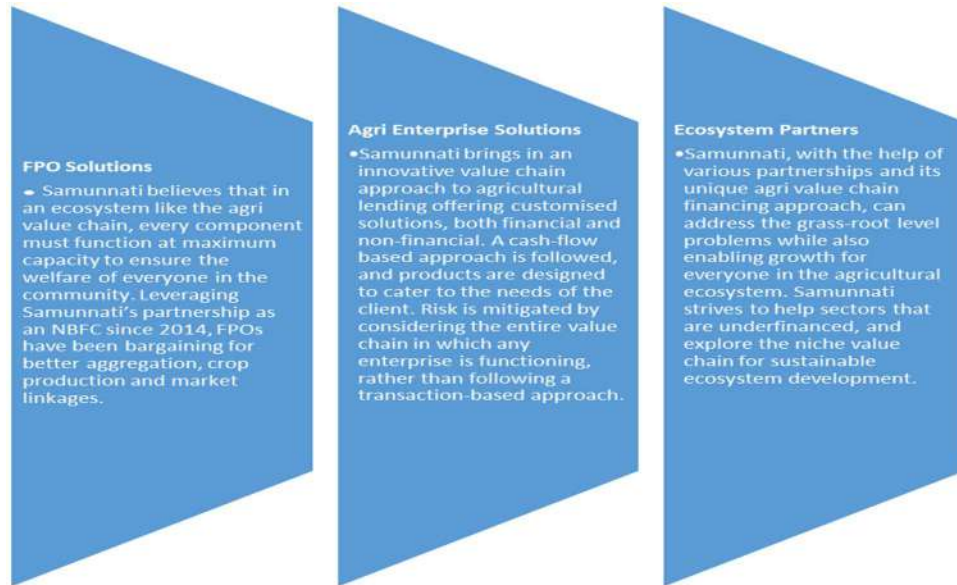 FPO Solutions
• Samunnati believes that in
an ecosystem like the agri
value chain, every component
must function at maximum
capacity to ensure the
welfare of everyone in the
community. Leveraging
Samunnati's partnership as
an NBFC since 2014, FPOs
have been bargaining for
better aggregation, crop
production and market
linkages.
Agri Enterprise Solutions
•Samunnati brings in an
innovative value chain
approach to agricultural
lending offering customised
solutions, both financial and
non-financial. A cash-flow
based approach is followed,
and products are designed
to cater to the needs of the
client. Risk is mitigated by
considering the entire value
chain in which any
enterprise is functioning,
rather than following a
transaction-based approach.
Ecosystem Partners
•Samunnati, with the help of
various partnerships and its
unique agri value chain
financing approach, can
address the grass-root level
problems while also
enabling growth for
everyone in the agricultural
ecosystem. Samunnati
strives to help sectors that
are underfinanced, and
explore the niche value
chain for sustainable
ecosystem development.